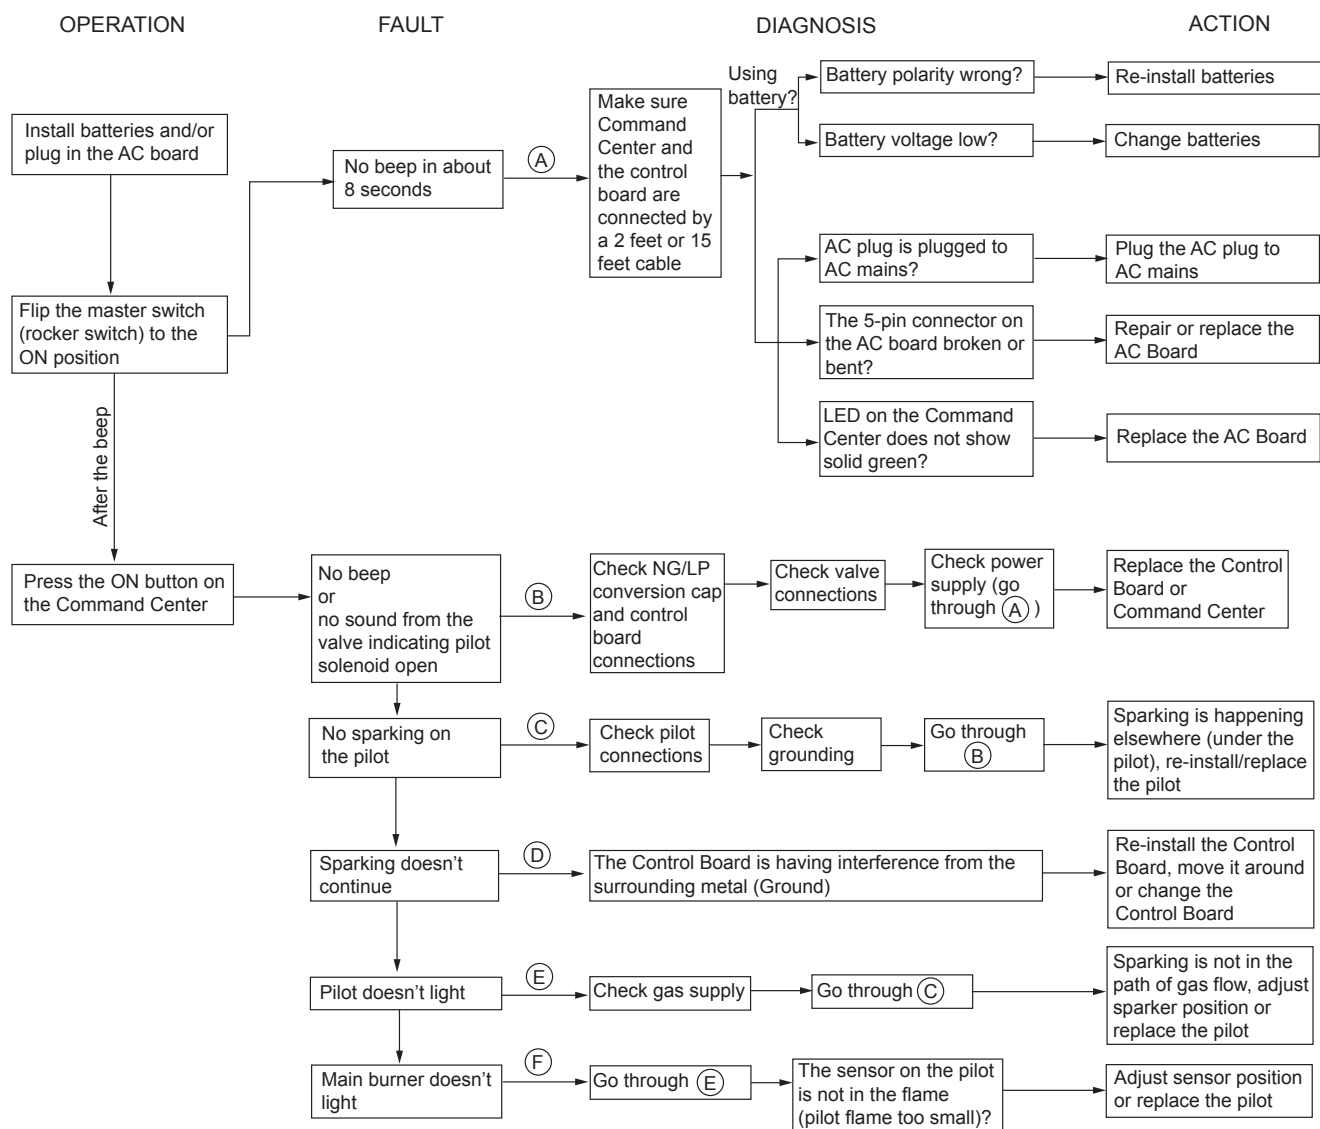 OPERATION
FAULT
DIAGNOSIS
ACTION
Install batteries and/or
plug in the AC board
Flip the master switch
(rocker switch) to the
ON position
After the beep
Press the ON button on
the Command Center
No beep in about
8 seconds
A
Make sure
Command
Center and
the control
board are
connected by
a 2 feet or 15
feet cable
Using
battery?
Battery polarity wrong?
Re-install batteries
Battery voltage low?
Change batteries
AC plug is plugged to
AC mains?
Plug the AC plug to
AC mains
The 5-pin connector on
the AC board broken or
bent?
Repair or replace the
AC Board
LED on the Command
Center does not show
solid green?
Replace the AC Board
No beep
or
no sound from the
valve indicating pilot
solenoid open
B
Check NG/LP
conversion cap
and control
board
connections
Check valve
connections
Check power
supply (go
through A )
Replace the Control
Board or
Command Center
No sparking on
the pilot
C
Check pilot
connections
Check
grounding
Go through
B
Sparking is happening
elsewhere (under the
pilot), re-install/replace
the pilot
Sparking doesn't
continue
D
The Control Board is having interference from the
surrounding metal (Ground)
Re-install the Control
Board, move it around
or change the
Control Board
Pilot doesn't light
E
Check gas supply
Go through C
Sparking is not in the
path of gas flow, adjust
sparker position or
replace the pilot
Main burner doesn't
light
F
Go through E
The sensor on the pilot
is not in the flame
(pilot flame too small)?
Adjust sensor position
or replace the pilot